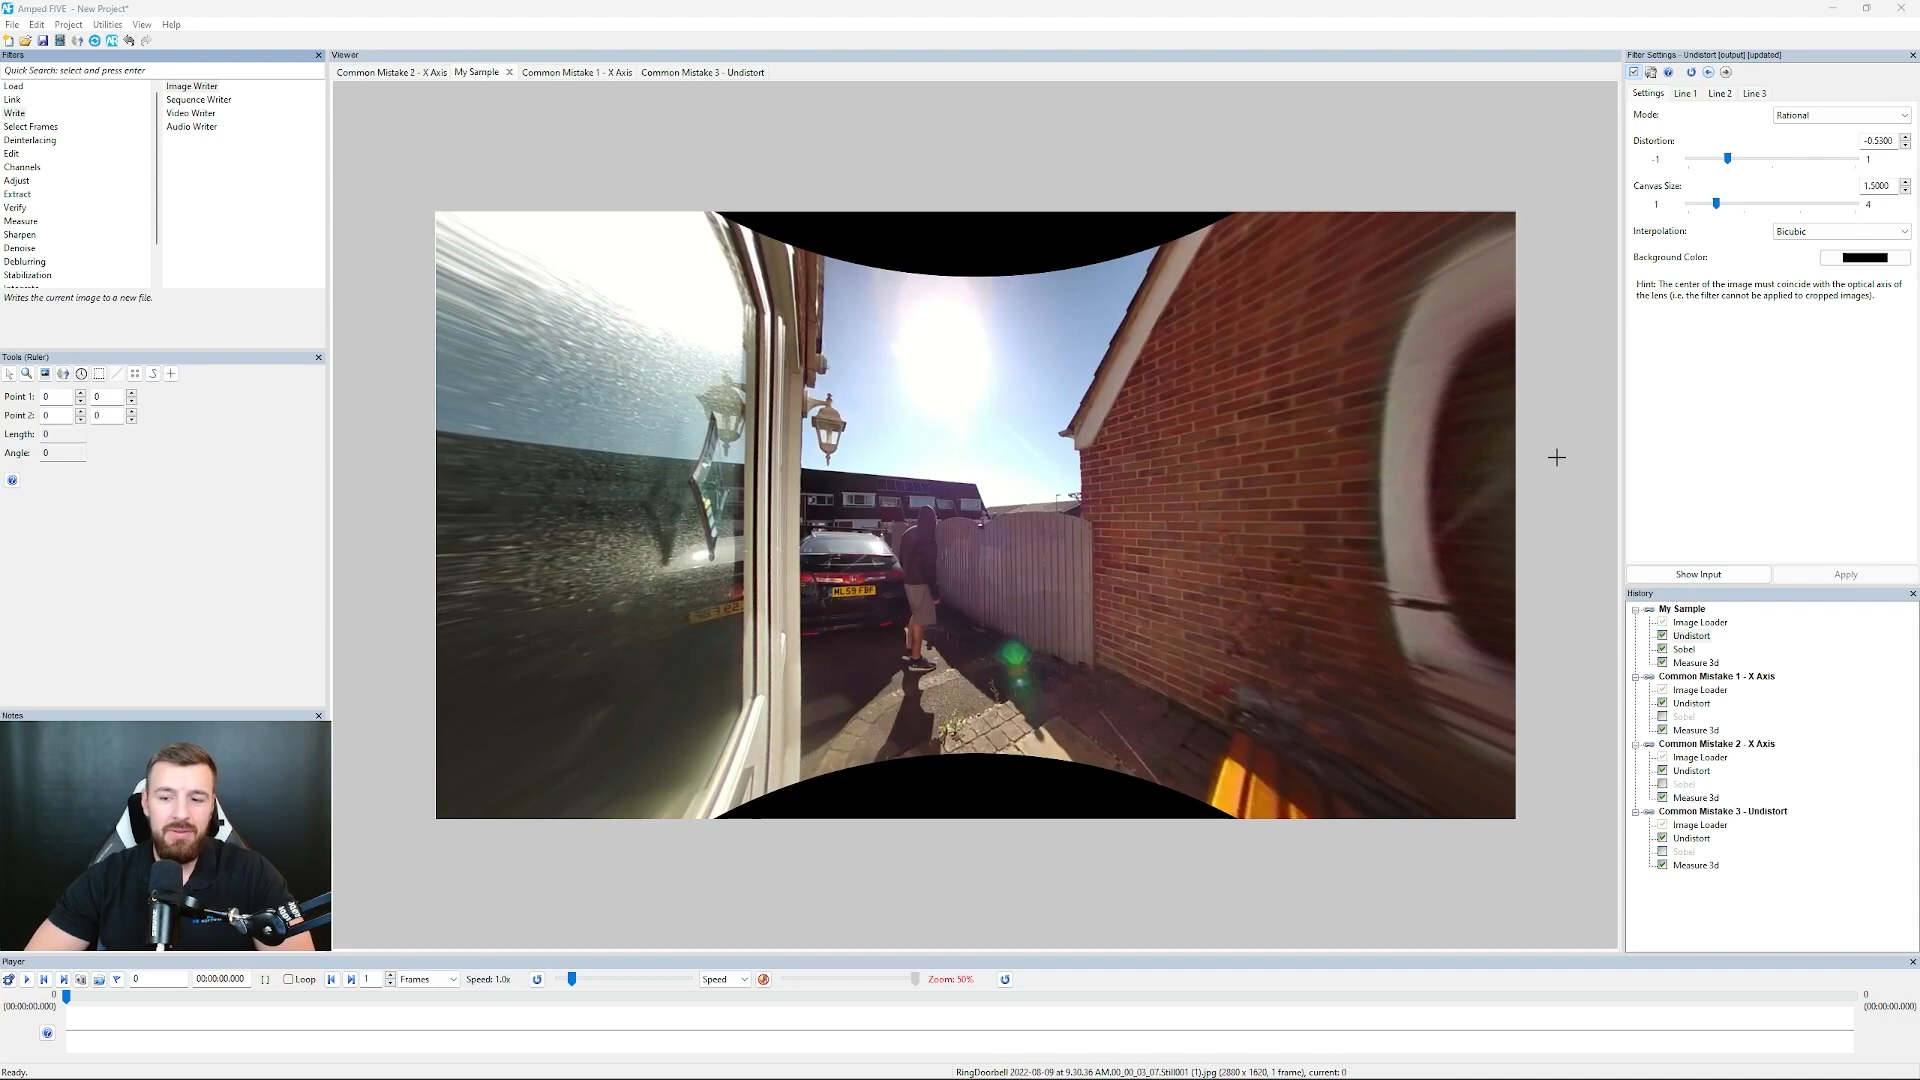 Amped FIVE - New Project*
File Edit Project Utilities View Help
Filters
Quick Search: select and press enter
Load
Link
Write
Select Frames
Deinterlacing
Edit
Channels
Adjust
Extract
Verify
Measure
Sharpen
Denoise
Deblurring
Stabilization
Image Writer
Sequence Writer
Video Writer
Audio Writer
Writes the current image to a new file.
Tools (Ruler)
Point 1: 0 0
Point 2: 0 0
Length: 0
Angle: 0
Notes
Viewer
Common Mistake 2 - X Axis My Sample Common Mistake 1 - X Axis Common Mistake 3 - Undistort
ML59 FBF
Filter Settings - Undistort [output] [updated]
Settings Line 1 Line 2 Line 3
Mode: Rational
Distortion: -0.5300
-1 1
Canvas Size: 1.5000
1 4
Interpolation: Bicubic
Background Color:
Hint: The center of the image must coincide with the optical axis of
the lens (i.e. the filter cannot be applied to cropped images).
Show Input Apply
History
My Sample
Image Loader
Undistort
Sobel
Measure 3d
Common Mistake 1 - X Axis
Image Loader
Undistort
Sobel
Measure 3d
Common Mistake 2 - X Axis
Image Loader
Undistort
Sobel
Measure 3d
Common Mistake 3 - Undistort
Image Loader
Undistort
Sobel
Measure 3d
Player
0 00:00:00.000 [ ] Loop 1 Frames Speed: 1.0x Speed Zoom: 50%
0
(00:00:00.000)
0
(00:00:00.000)
Ready.
RingDoorbell 2022-08-09 at 9.30.36 AM.00_00_03_07.Still001 (1).jpg (2880 x 1620, 1 frame), current: 0